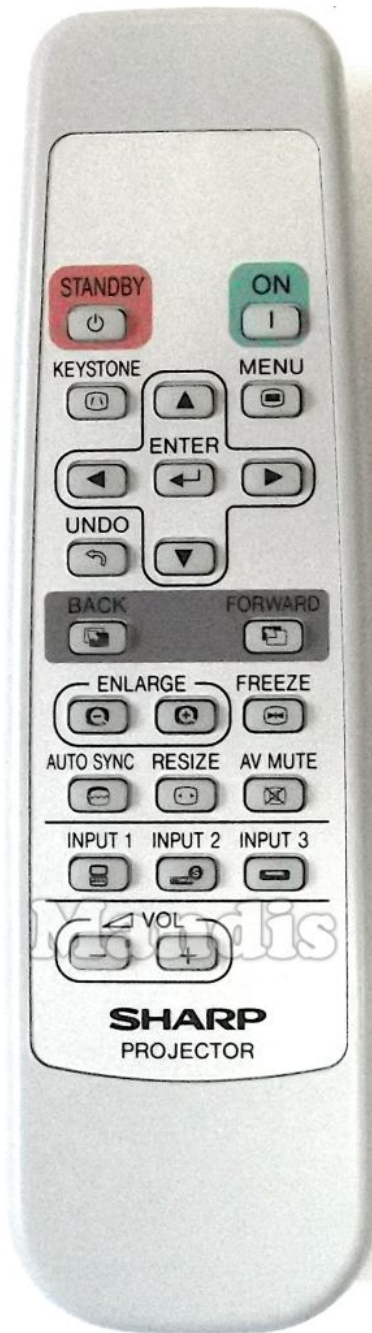 STANDBY ON
KEYSTONE MENU
ENTER
UNDO
BACK FORWARD
ENLARGE FREEZE
AUTO SYNC RESIZE AV MUTE
INPUT 1 INPUT 2 INPUT 3
S
VOL
- +
Mandis
SHARP
PROJECTOR